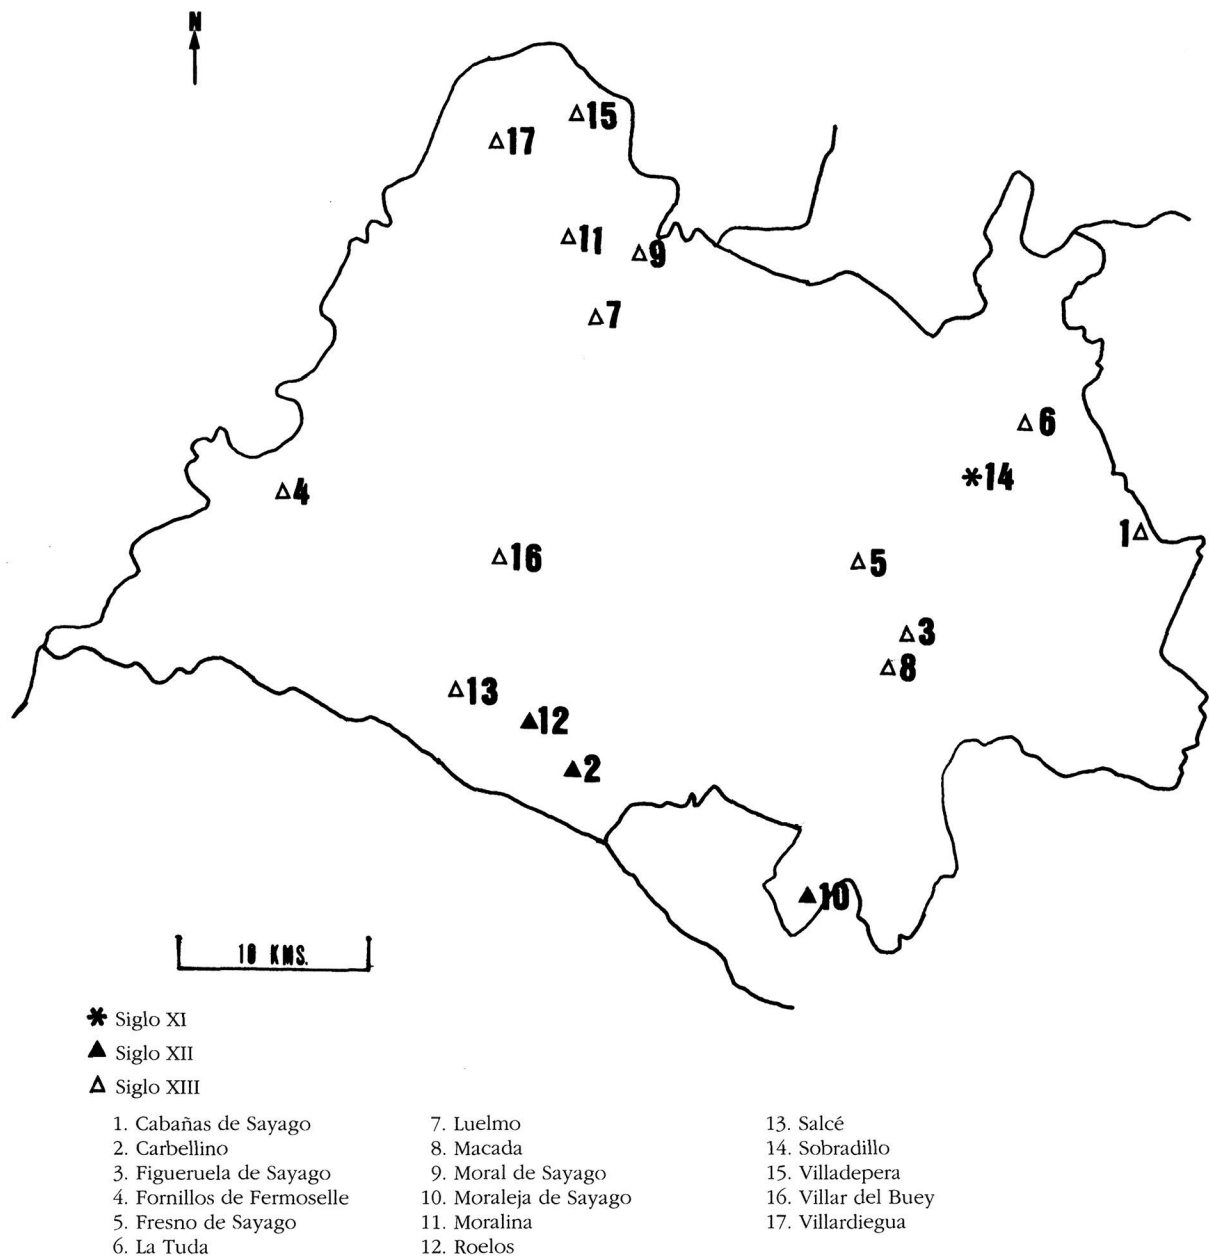 N
15
17
11
9
7
6
14
4
1
16
5
3
8
13
12
2
10
10 KMS.
Siglo XI
Siglo XII
Siglo XIII
1. Cabañas de Sayago
2. Carbellino
3. Figueruela de Sayago
4. Fornillos de Fermoselle
5. Fresno de Sayago
6. La Tuda
7. Luelmo
8. Macada
9. Moral de Sayago
10. Moraleja de Sayago
11. Moralina
12. Roelos
13. Salcé
14. Sobradillo
15. Villadepera
16. Villar del Buey
17. Villardiegua